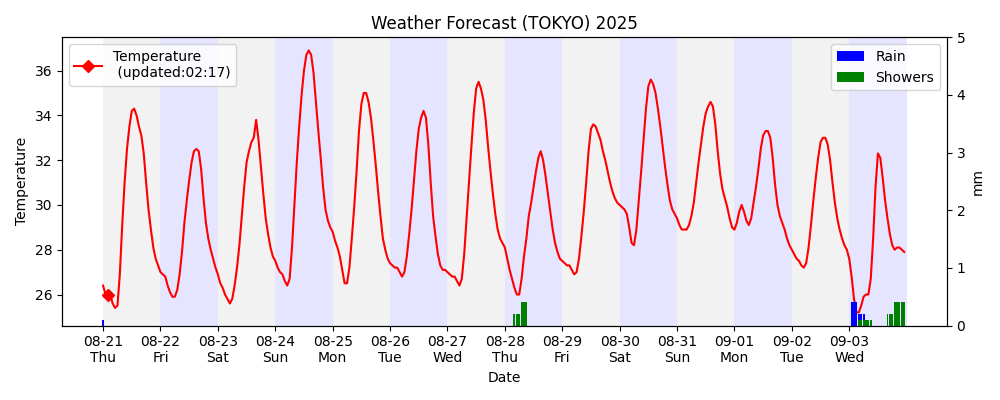 Weather Forecast (TOKYO) 2025
Temperature
(updated:02:17)
Rain
Showers
Temperature
36
34
32
30
28
26
5
4
3
2
1
0
mm
08-21 08-22 08-23 08-24 08-25 08-26 08-27 08-28 08-29 08-30 08-31 09-01 09-02 09-03
Thu Fri Sat Sun Mon Tue Wed Thu Fri Sat Sun Mon Tue Wed
Date